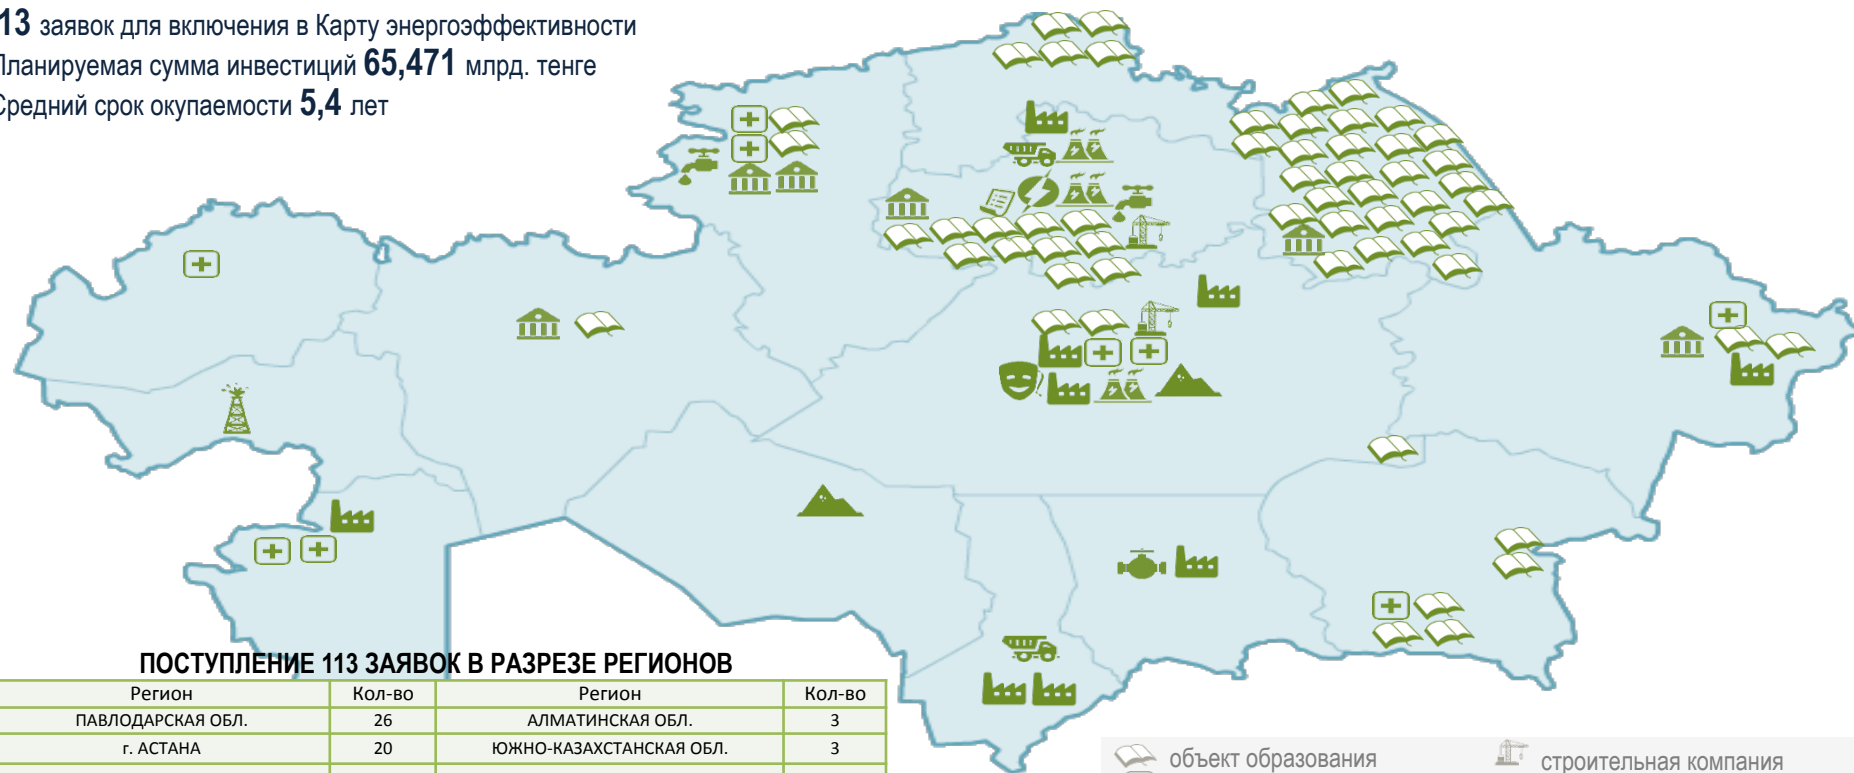 13 заявок для включения в Карту энергоэффективности
Планируемая сумма инвестиций 65,471 млрд. тенге
Средний срок окупаемости 5,4 лет
ПОСТУПЛЕНИЕ 113 ЗАЯВОК В РАЗРЕЗЕ РЕГИОНОВ
Регион Кол-во Регион Кол-во
ПАВЛОДАРСКАЯ ОБЛ. 26 АЛМАТИНСКАЯ ОБЛ. 3
г. АСТАНА 20 ЮЖНО-КАЗАХСТАНСКАЯ ОБЛ. 3
объект образования
строительная компания